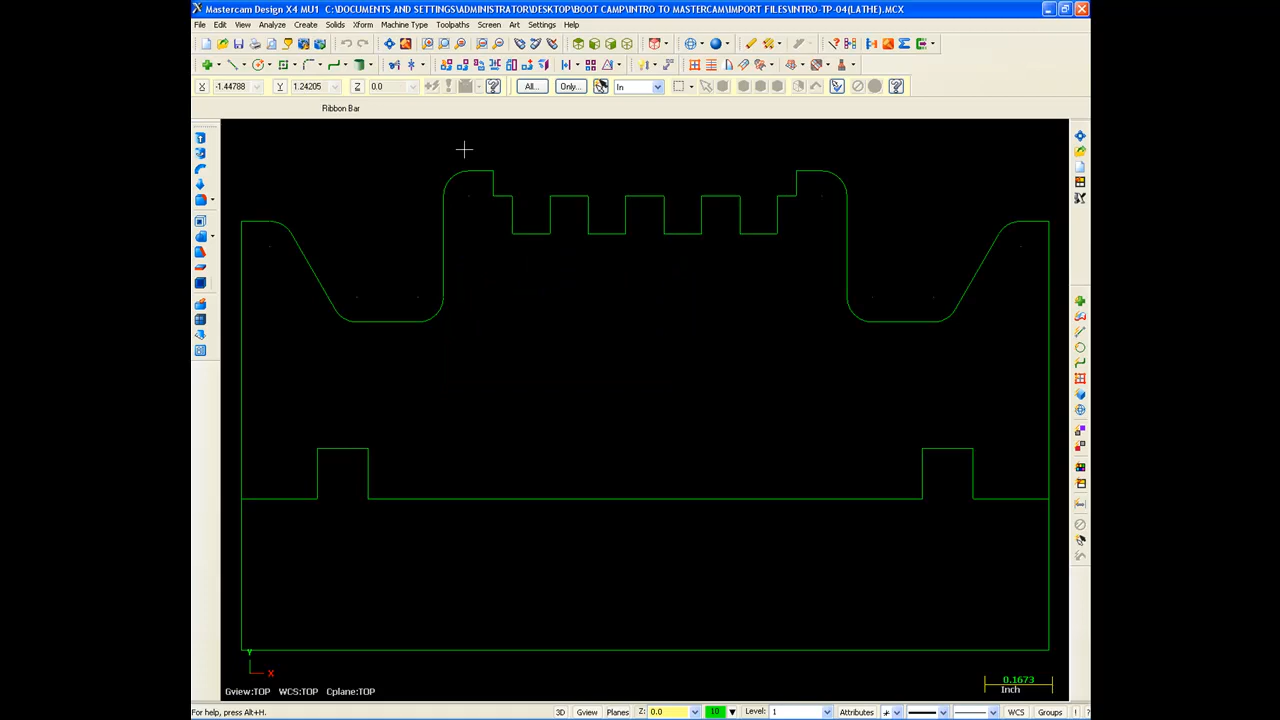 Mastercam Design X4 MU1 C:\DOCUMENTS AND SETTINGS\ADMINISTRATOR\DESKTOP\BOOT CAMP\INTRO TO MASTERCAM\IMPORT FILES\INTRO-TP-04(LATHE).MCX
File Edit View Analyze Create Solids Xform Machine Type Toolpaths Screen Art Settings Help
X -1.44788 Y 1.24205 Z 0.0 All... Only... In
Ribbon Bar
Y
X
0.1673
Inch
Gview:TOP WCS:TOP Cplane:TOP
For help, press Alt+H. 3D Gview Planes Z: 0.0 10 Level: 1 Attributes WCS Groups ! ?